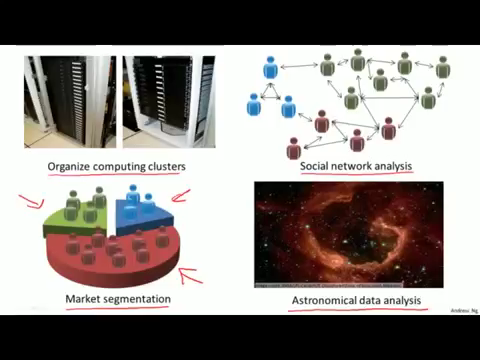 Organize computing clusters
Social network analysis
Market segmentation
Astronomical data analysis
Andrew Ng